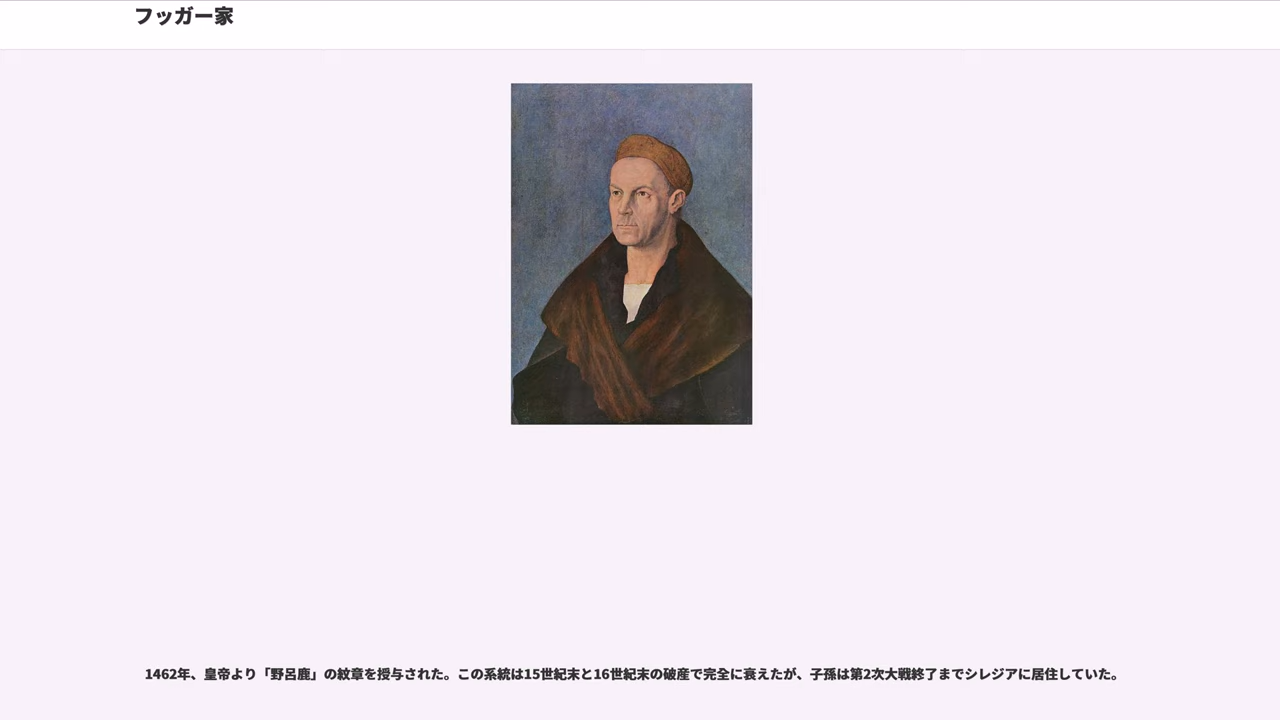 フッガー家
1462年、皇帝より「野呂鹿」の紋章を授与された。この系統は15世紀末と16世紀末の破産で完全に衰えたが、子孫は第2次大戦終了までシレジアに居住していた。